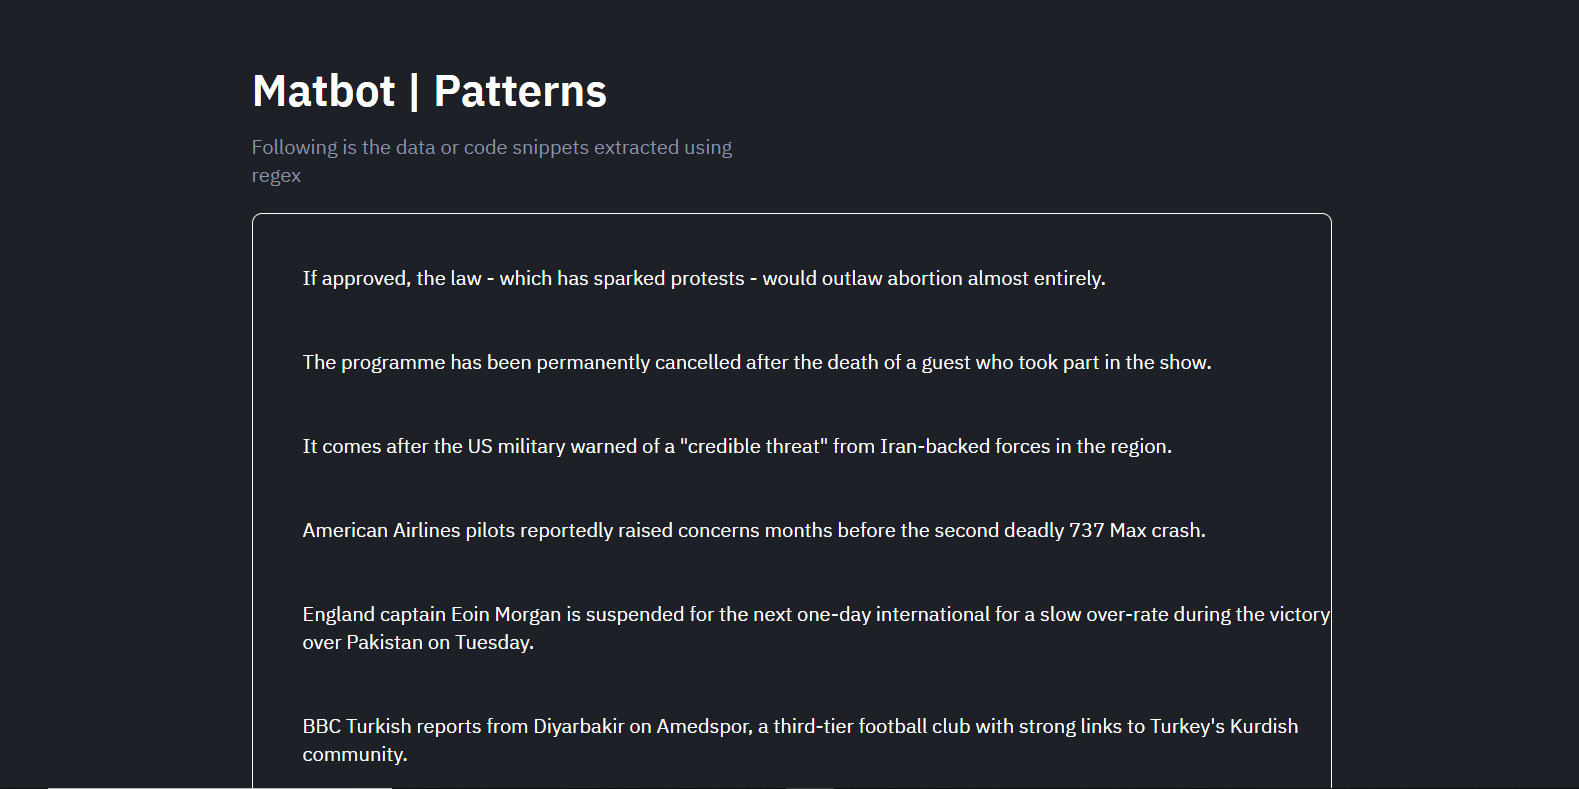 Matbot | Patterns
Following is the data or code snippets extracted using
regex
If approved, the law - which has sparked protests - would outlaw abortion almost entirely.
The programme has been permanently cancelled after the death of a guest who took part in the show.
It comes after the US military warned of a "credible threat" from Iran-backed forces in the region.
American Airlines pilots reportedly raised concerns months before the second deadly 737 Max crash.
England captain Eoin Morgan is suspended for the next one-day international for a slow over-rate during the victory
over Pakistan on Tuesday.
BBC Turkish reports from Diyarbakir on Amedspor, a third-tier football club with strong links to Turkey's Kurdish
community.